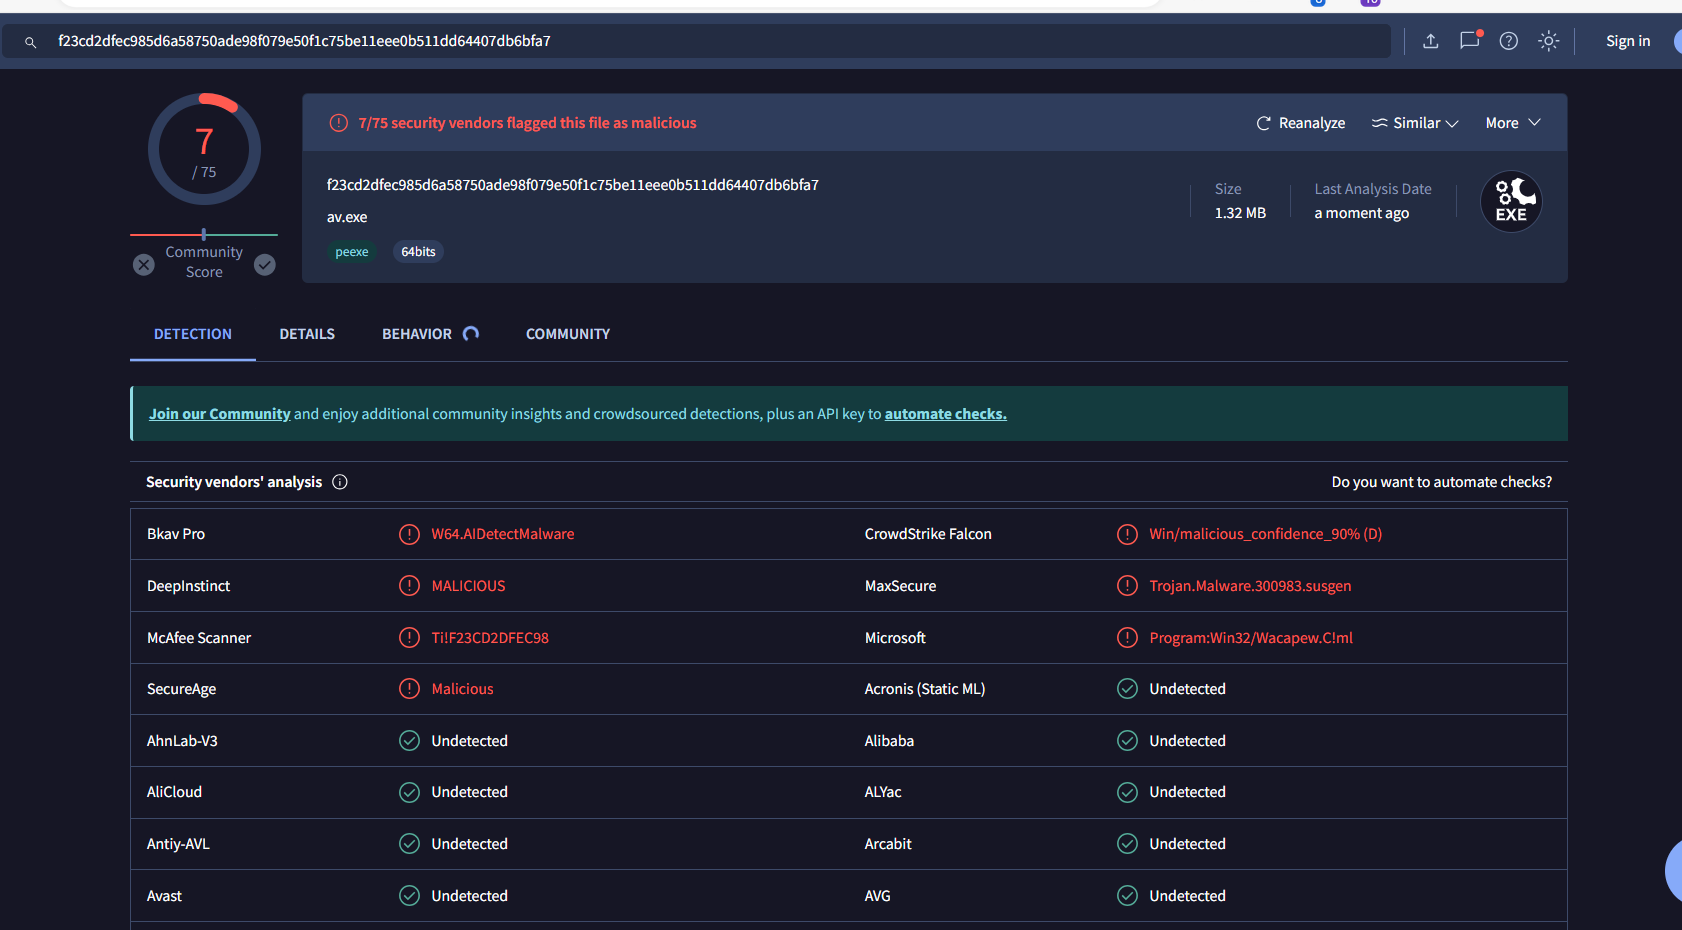 f23cd2dfec985d6a58750ade98f079e50f1c75be11eee0b511dd64407db6bfa7
Sign in
7
/ 75
Community
Score
7/75 security vendors flagged this file as malicious
Reanalyze
Similar
More
f23cd2dfec985d6a58750ade98f079e50f1c75be11eee0b511dd64407db6bfa7
av.exe
peexe
64bits
Size
1.32 MB
Last Analysis Date
a moment ago
EXE
DETECTION
DETAILS
BEHAVIOR
COMMUNITY
Join our Community and enjoy additional community insights and crowdsourced detections, plus an API key to automate checks.
Security vendors' analysis
Do you want to automate checks?
Bkav Pro
W64.AIDetectMalware
CrowdStrike Falcon
Win/malicious_confidence_90% (D)
DeepInstinct
MALICIOUS
MaxSecure
Trojan.Malware.300983.susgen
McAfee Scanner
Ti!F23CD2DFEC98
Microsoft
Program:Win32/Wacapew.C!ml
SecureAge
Malicious
Acronis (Static ML)
Undetected
AhnLab-V3
Undetected
Alibaba
Undetected
AliCloud
Undetected
ALYac
Undetected
Antiy-AVL
Undetected
Arcabit
Undetected
Avast
Undetected
AVG
Undetected